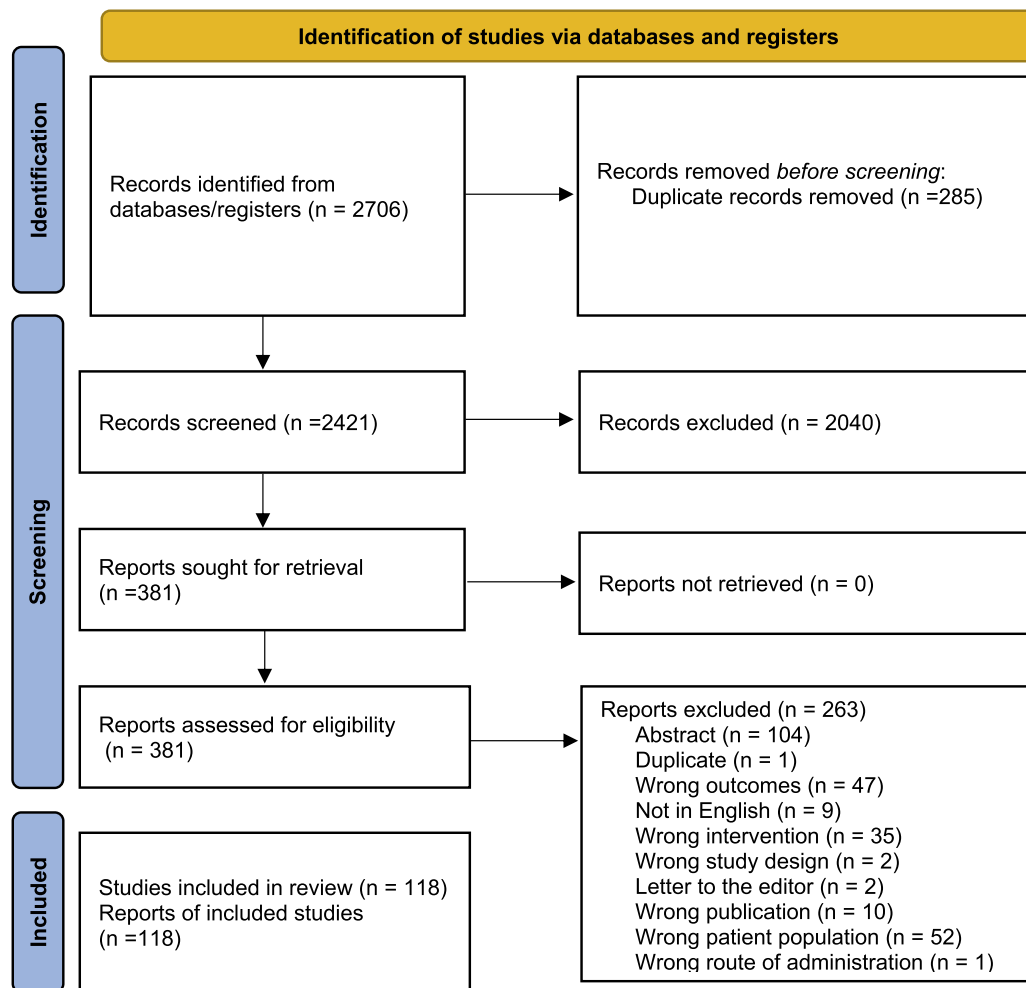 Identification of studies via databases and registers
Identification
Records identified from
databases/registers (n = 2706)
Records removed before screening:
Duplicate records removed (n =285)
Screening
Records screened (n =2421)
Records excluded (n = 2040)
Reports sought for retrieval
(n =381)
Reports not retrieved (n = 0)
Reports assessed for eligibility
(n = 381)
Reports excluded (n = 263)
Abstract (n = 104)
Duplicate (n = 1)
Wrong outcomes (n = 47)
Not in English (n = 9)
Wrong intervention (n = 35)
Wrong study design (n = 2)
Letter to the editor (n = 2)
Wrong publication (n = 10)
Wrong patient population (n = 52)
Wrong route of administration (n = 1)
Included
Studies included in review (n = 118)
Reports of included studies
(n =118)